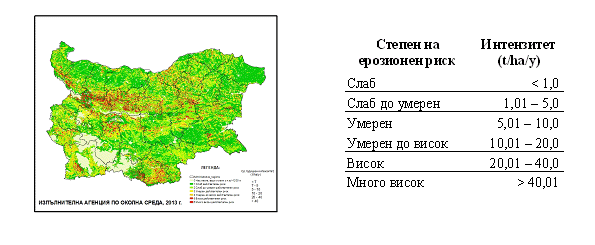 ЛЕГЕНДА:
ИЗПЪЛНИТЕЛНА АГЕНЦИЯ ПО ОКОЛНА СРЕДА, 2013 г.
Степен на ерозионен риск Интензитет (t/ha/y)
Слаб < 1,0
Слаб до умерен 1,01 – 5,0
Умерен 5,01 – 10,0
Умерен до висок 10,01 – 20,0
Висок 20,01 – 40,0
Много висок > 40,01